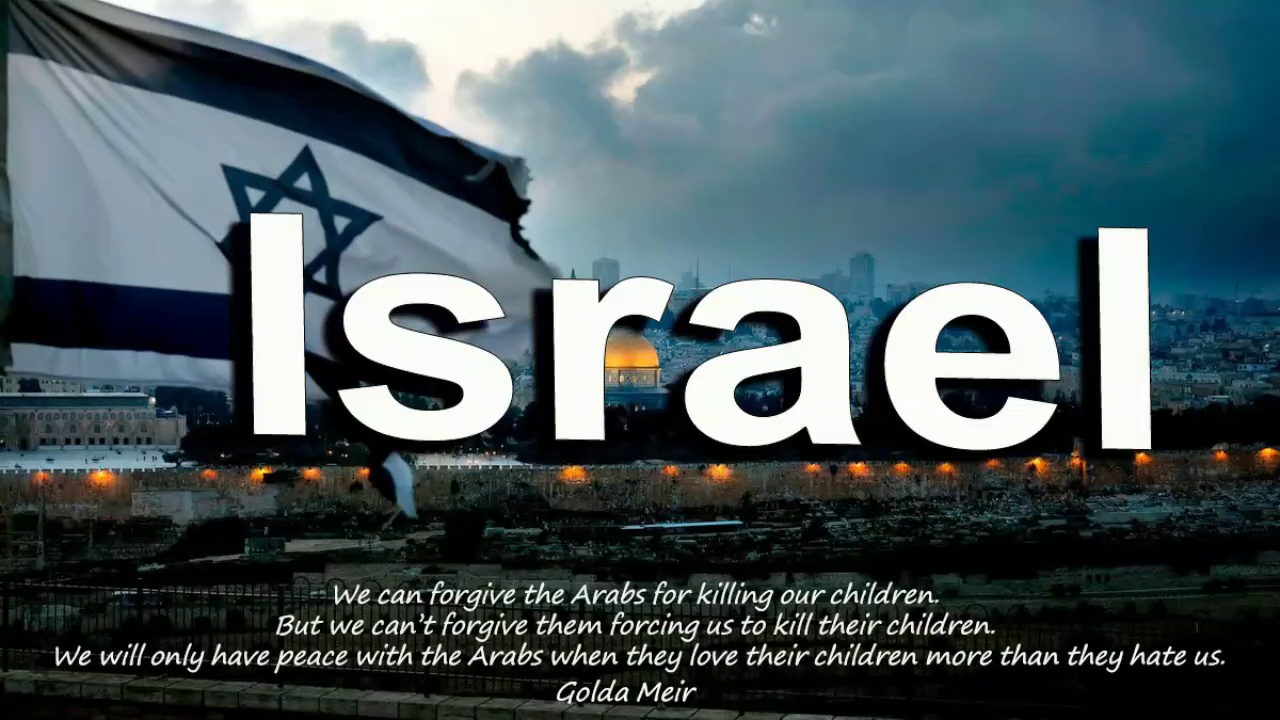 Israel
We can forgive the Arabs for killing our children.
But we can't forgive them forcing us to kill their children.
We will only have peace with the Arabs when they love their children more than they hate us.
Golda Meir